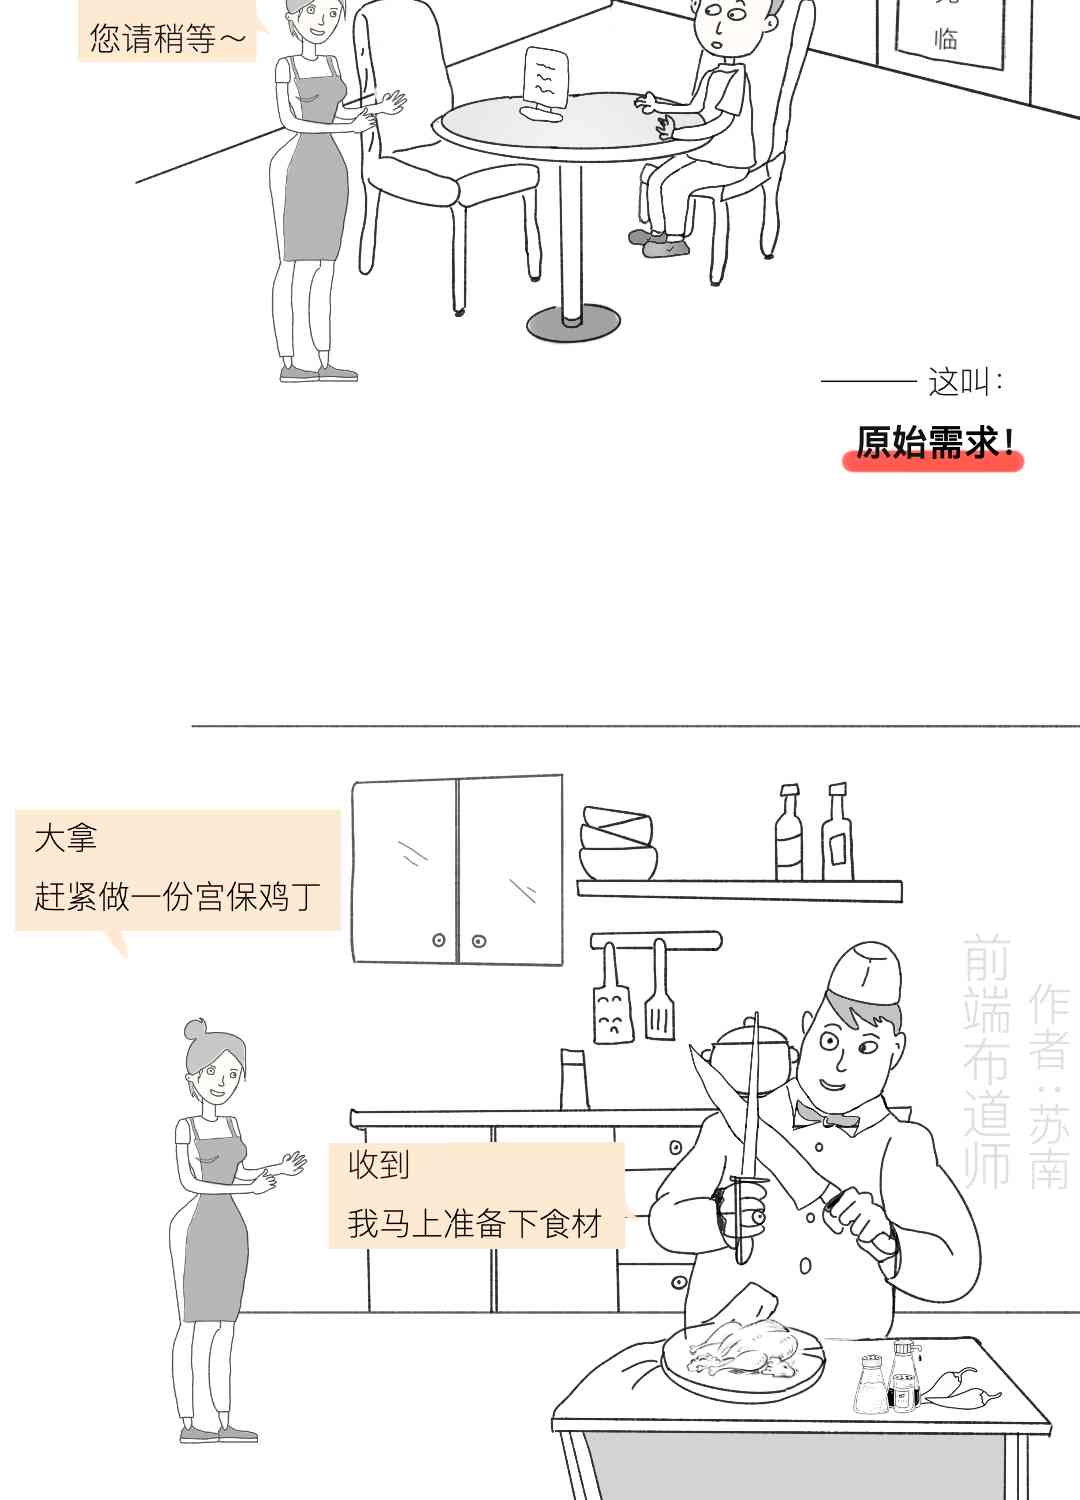 您请稍等～
临
这叫：
原始需求！
大拿
赶紧做一份宫保鸡丁
收到
我马上准备下食材
前端布道师
作者：苏南